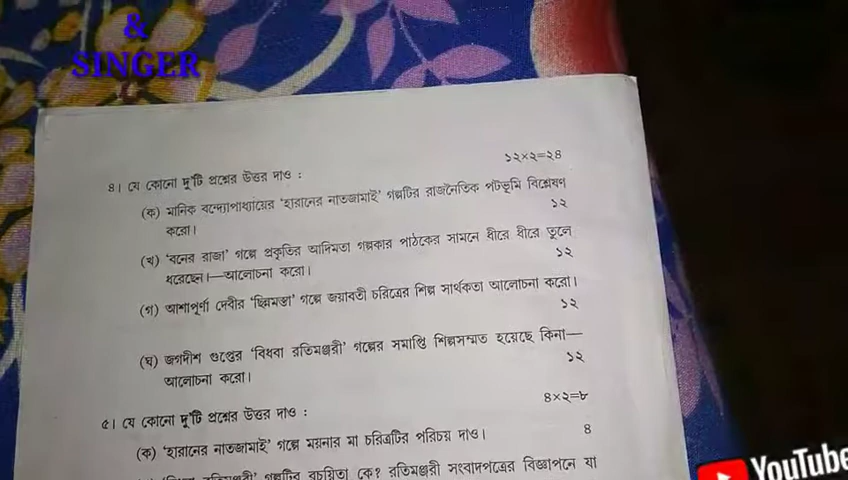 &
SINGER
১২×২=২৪
৪। যে কোনো দু'টি প্রশ্নের উত্তর দাও :
(ক) মানিক বন্দ্যোপাধ্যায়ের ‘হারানের নাতজামাই’ গল্পটির রাজনৈতিক পটভূমি বিশ্লেষণ
করো। ১২
(খ) ‘বনের রাজা’ গল্পে প্রকৃতির আদিমতা গল্পকার পাঠকের সামনে ধীরে ধীরে তুলে
ধরেছেন।—আলোচনা করো। ১২
(গ) আশাপূর্ণা দেবীর ‘ছিন্নমস্তা’ গল্পে জয়াবতী চরিত্রের শিল্প সার্থকতা আলোচনা করো।
১২
(ঘ) জগদীশ গুপ্তের ‘বিধবা রতিমঞ্জরী’ গল্পের সমাপ্তি শিল্পসম্মত হয়েছে কিনা—
আলোচনা করো। ১২
৫। যে কোনো দু'টি প্রশ্নের উত্তর দাও : ৪×২=৮
(ক) ‘হারানের নাতজামাই’ গল্পে ময়নার মা চরিত্রটির পরিচয় দাও। ৪
রতিমঞ্জরী’ গল্পটির রচয়িতা কে? রতিমঞ্জরী সংবাদপত্রের বিজ্ঞাপনে যা
YouTube